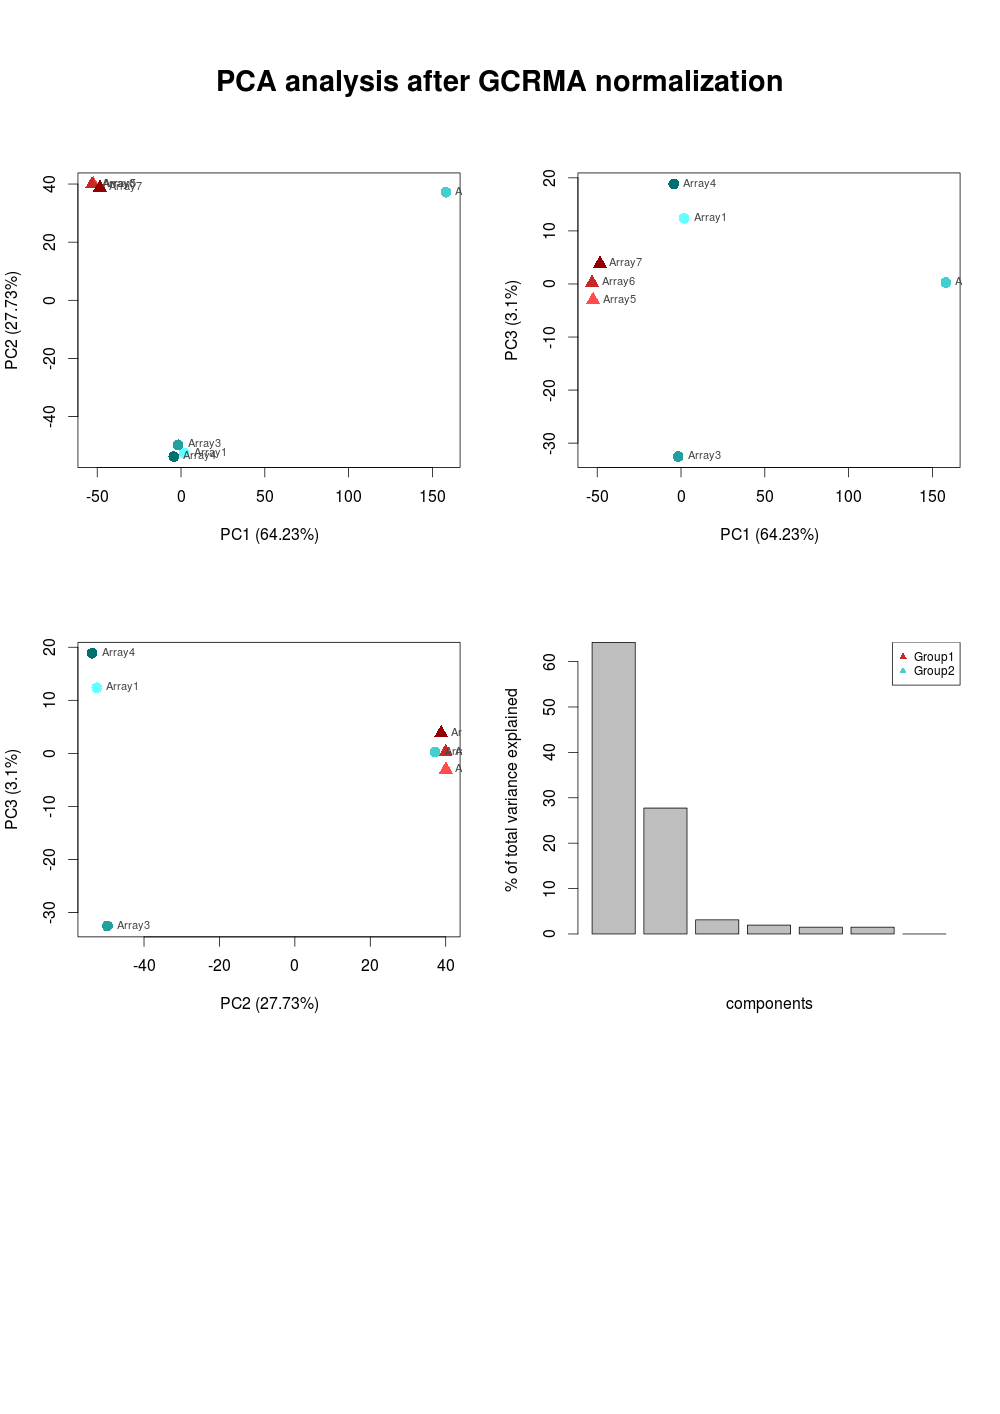 PCA analysis after GCRMA normalization
40
20
0
-20
-40
PC2 (27.73%)
Array7
A
Array3
Array1
Array4
-50 0 50 100 150
PC1 (64.23%)
20
10
0
-10
-20
-30
PC3 (3.1%)
Array4
Array1
Array7
Array6
Array5
A
Array3
-50 0 50 100 150
PC1 (64.23%)
20
10
0
-10
-20
-30
PC3 (3.1%)
Array4
Array1
Ar
A
A
Array3
-40 -20 0 20 40
PC2 (27.73%)
60
50
40
30
20
10
0
% of total variance explained
Group1
Group2
components